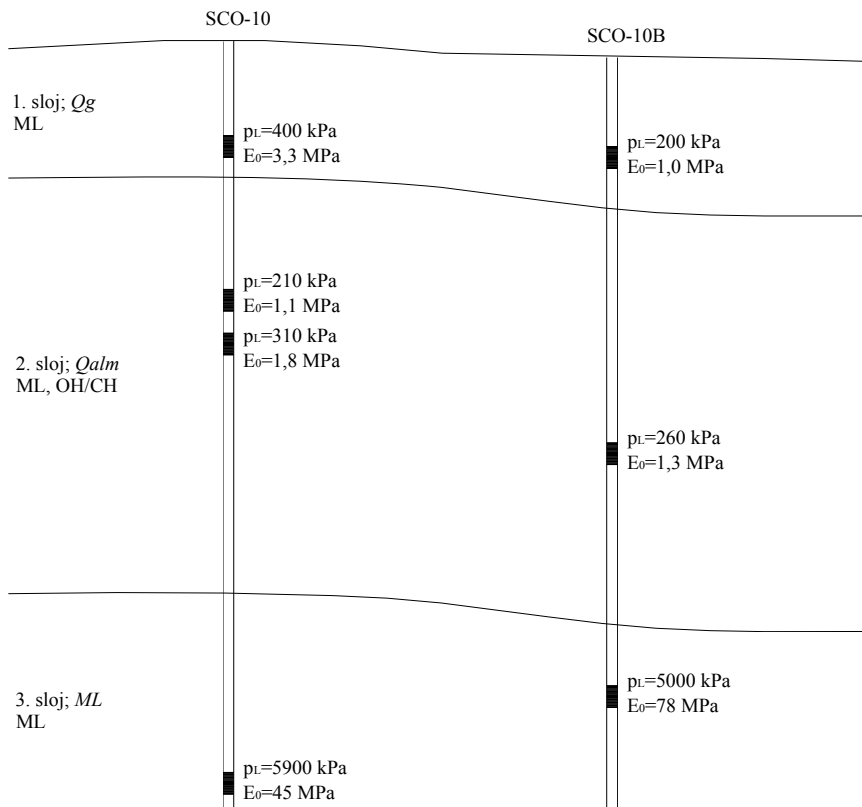 SCO-10
SCO-10B
1. sloj; Qg
ML
pL=400 kPa
E0=3,3 MPa
pL=200 kPa
E0=1,0 MPa
pL=210 kPa
E0=1,1 MPa
pL=310 kPa
E0=1,8 MPa
2. sloj; Qalm
ML, OH/CH
pL=260 kPa
E0=1,3 MPa
3. sloj; ML
ML
pL=5000 kPa
E0=78 MPa
pL=5900 kPa
E0=45 MPa